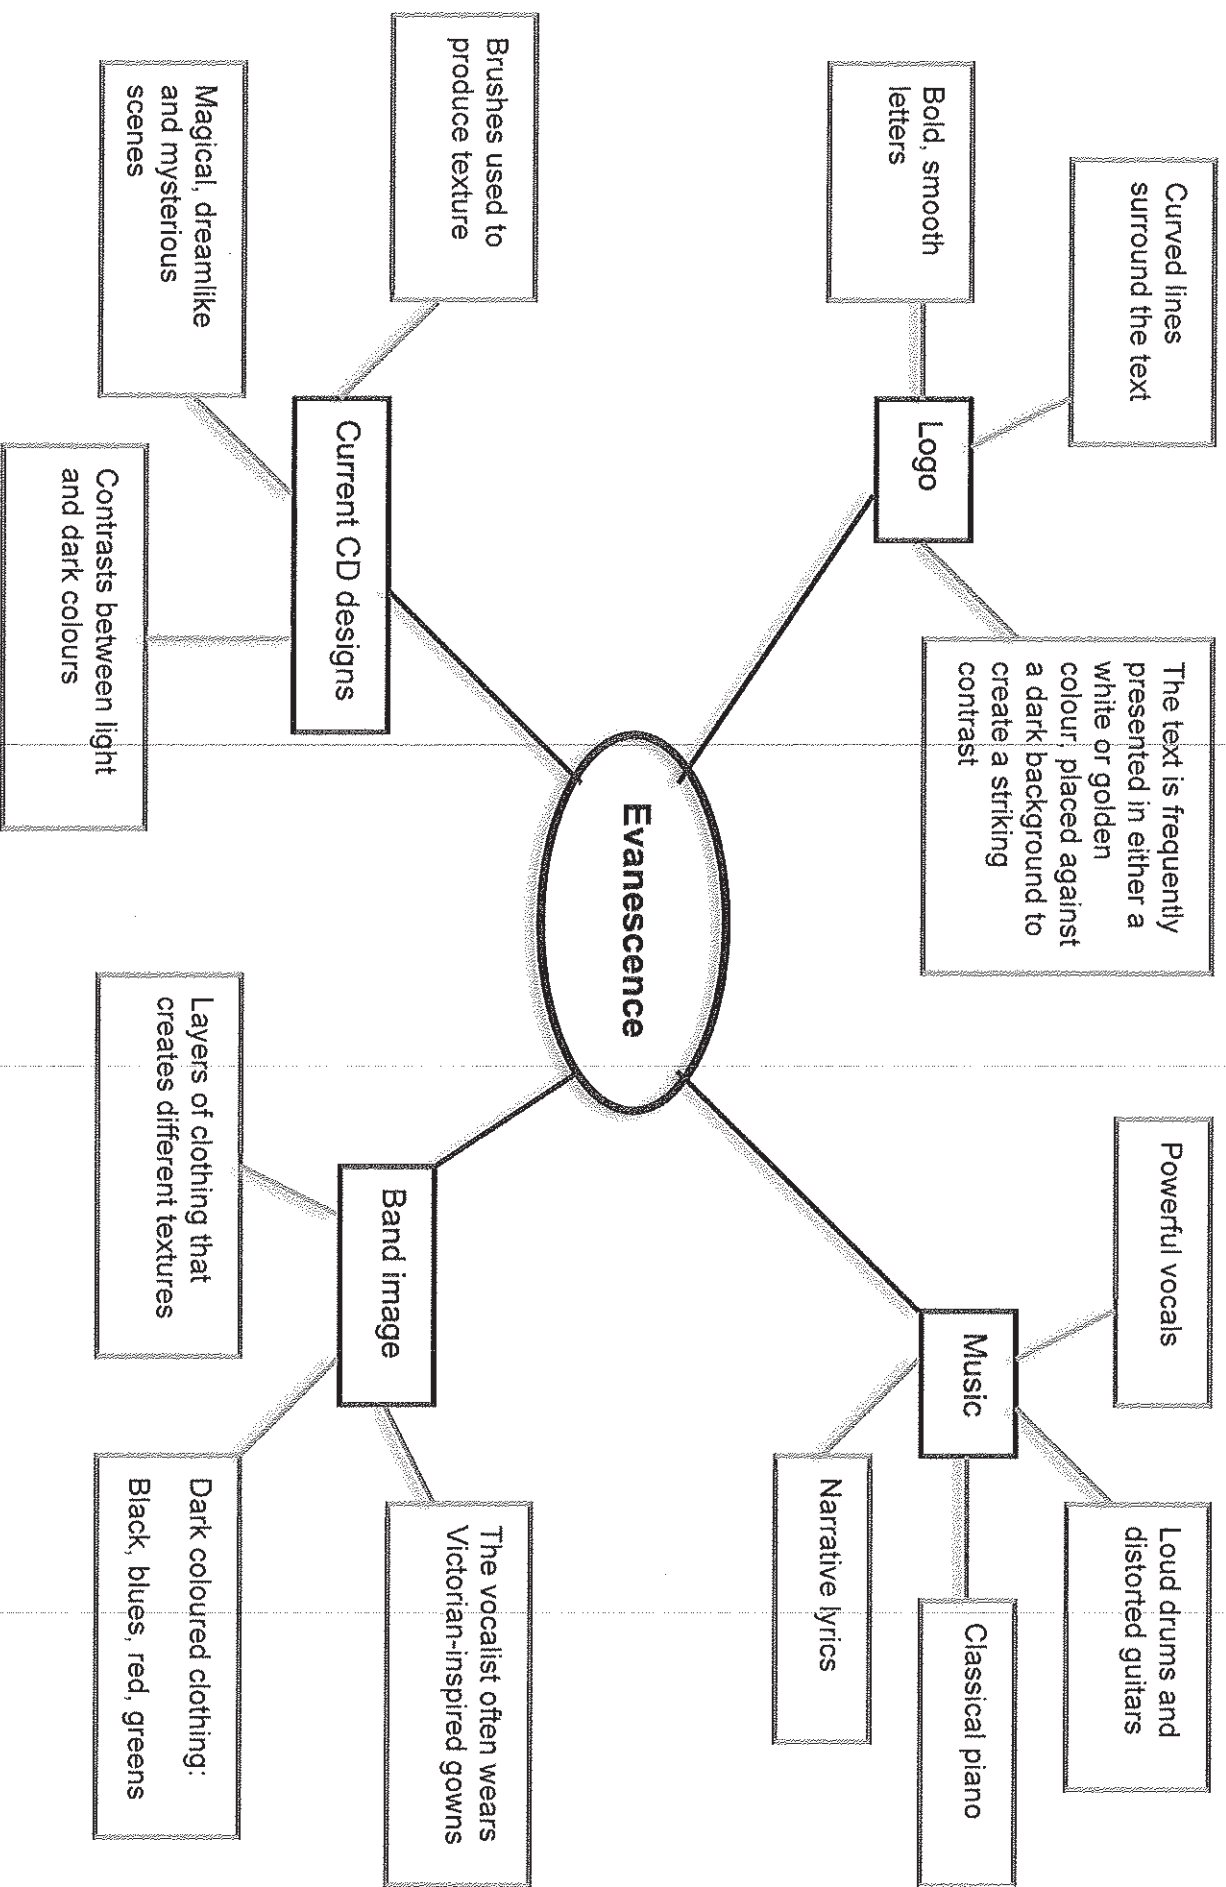 Curved lines
surround the text
Bold, smooth
letters
Logo
The text is frequently
presented in either a
white or golden
colour, placed against
a dark background to
create a striking
contrast
Powerful vocals
Loud drums and
distorted guitars
Music
Classical piano
Narrative lyrics
Evanescence
Brushes used to
produce texture
Current CD designs
Magical, dreamlike
and mysterious
scenes
Contrasts between light
and dark colours
Band image
The vocalist often wears
Victorian-inspired gowns
Layers of clothing that
creates different textures
Dark coloured clothing:
Black, blues, red, greens